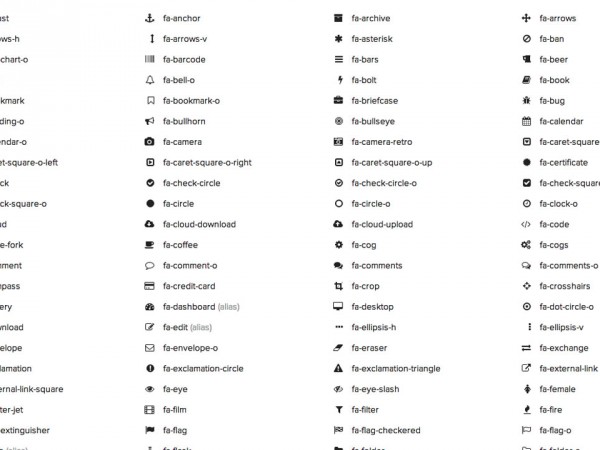 ust fa-anchor fa-archive fa-arrows
ows-h fa-arrows-v fa-asterisk fa-ban
chart-o fa-barcode fa-bars fa-beer
fa-bell-o fa-bolt fa-book
kmark fa-bookmark-o fa-briefcase fa-bug
ding-o fa-bullhorn fa-bullseye fa-calendar
ndar-o fa-camera fa-camera-retro fa-caret-square
et-square-o-left fa-caret-square-o-right fa-caret-square-o-up fa-certificate
ck fa-check-circle fa-check-circle-o fa-check-square
ck-square-o fa-circle fa-circle-o fa-clock-o
ud fa-cloud-download fa-cloud-upload fa-code
e-fork fa-coffee fa-cog fa-cogs
nment fa-comment-o fa-comments fa-comments-o
npass fa-credit-card fa-crop fa-crosshairs
ery fa-dashboard (alias) fa-desktop fa-dot-circle-o
wnload fa-edit (alias) fa-ellipsis-h fa-ellipsis-v
elope fa-envelope-o fa-eraser fa-exchange
lamation fa-exclamation-circle fa-exclamation-triangle fa-external-link
ernal-link-square fa-eye fa-eye-slash fa-female
ter-jet fa-film fa-filter fa-fire
extinguisher fa-flag fa-flag-checkered fa-flag-o